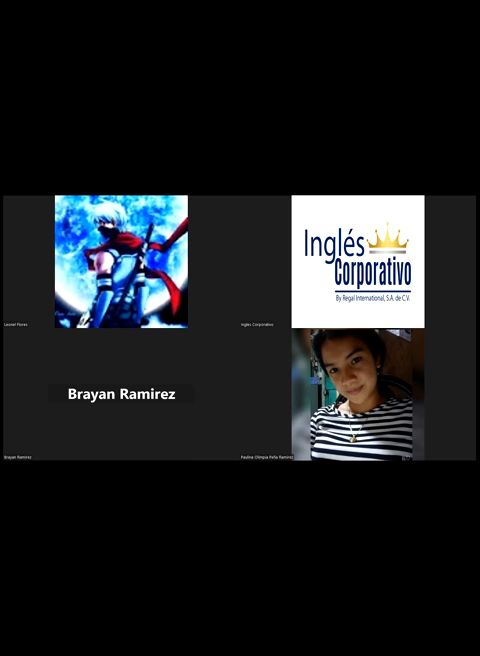 Inglés
Corporativo
By Regal International, S.A. de C.V.
Leonel Flores
Ingles Corporativo
Brayan Ramirez
Brayan Ramirez
Paulina Olimpia Peña Ramirez